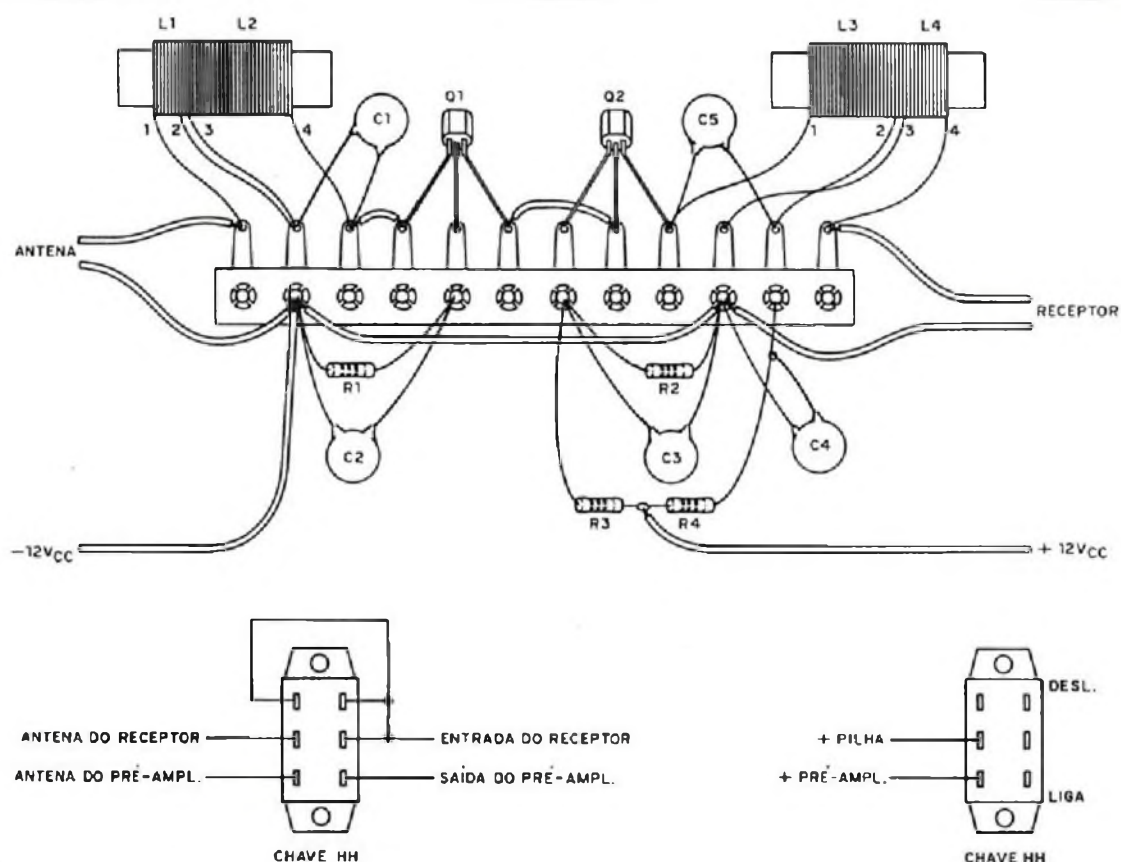 L1 L2
L3 L4
1 2 3 4
C1
Q1
Q2
C5
1 2 3 4
ANTENA
RECEPTOR
R1
R2
C2
C3
C4
R3
R4
-12VCC
+ 12VCC
ANTENA DO RECEPTOR
ENTRADA DO RECEPTOR
ANTENA DO PRÉ-AMPL.
SAÍDA DO PRÉ-AMPL.
CHAVE HH
DESL.
+ PILHA
+ PRÉ-AMPL.
LIGA
CHAVE HH